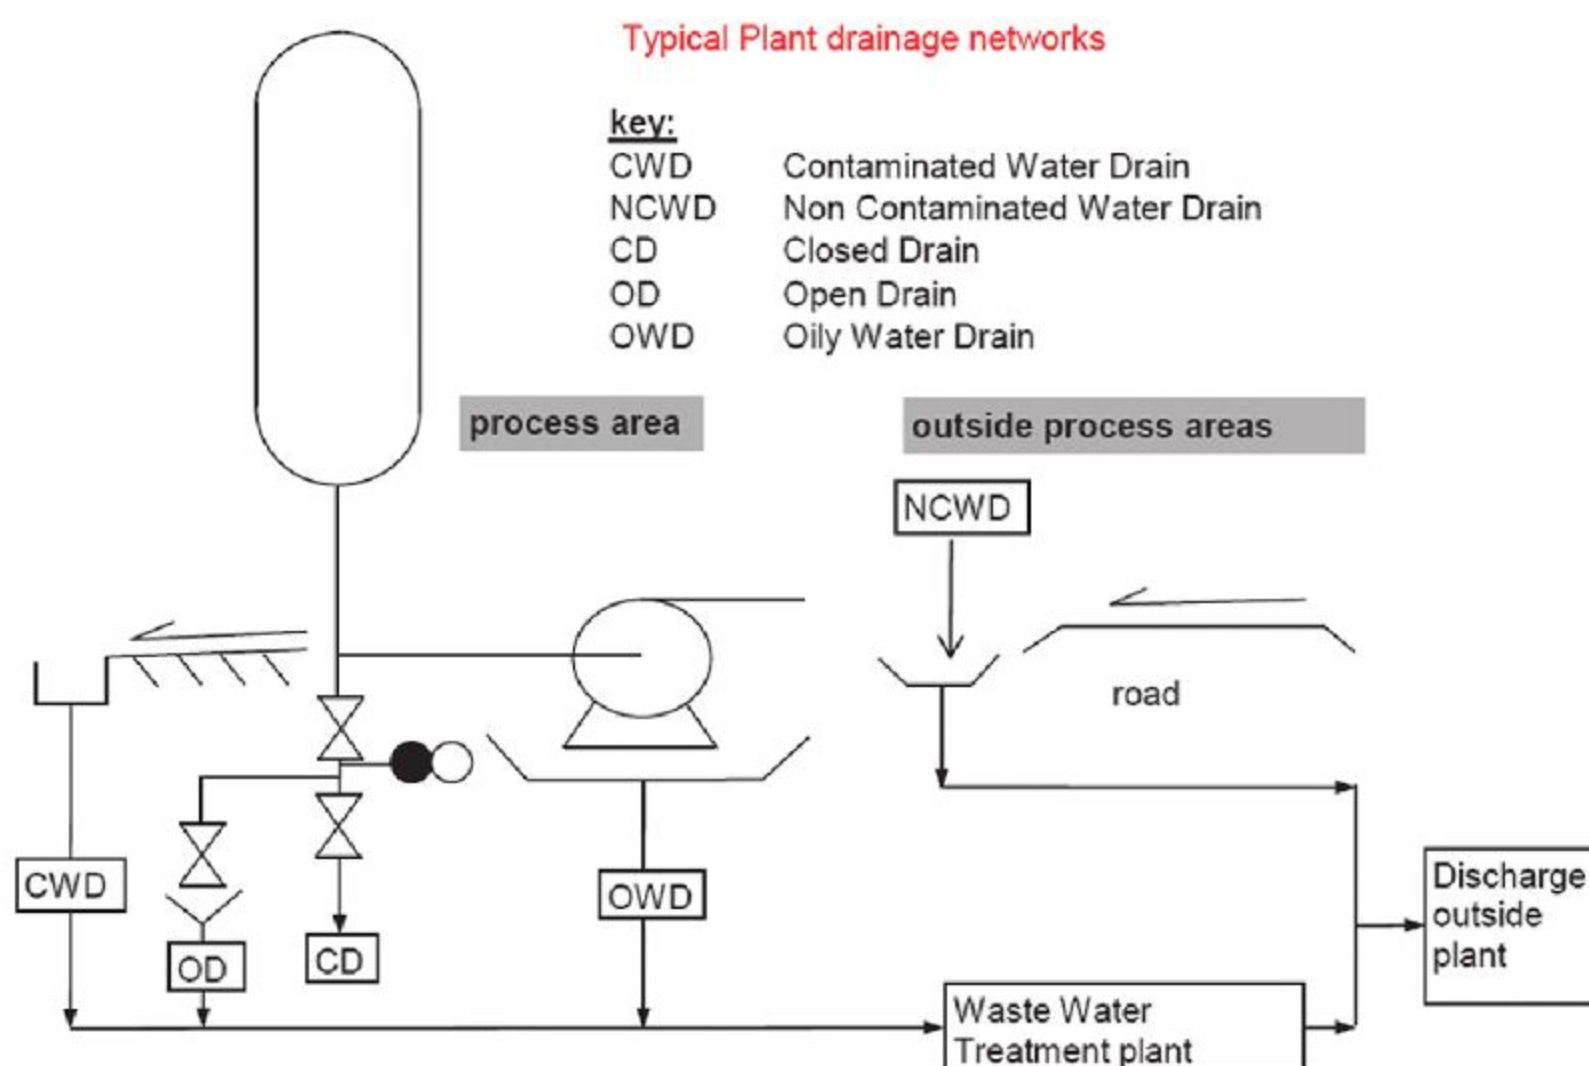 Typical Plant drainage networks
key:
CWD Contaminated Water Drain
NCWD Non Contaminated Water Drain
CD Closed Drain
OD Open Drain
OWD Oily Water Drain
process area
outside process areas
NCWD
road
CWD
OWD
OD
CD
Discharge
outside
plant
Waste Water
Treatment plant